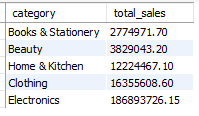 category total_sales
Books & Stationery 2774971.70
Beauty 3829043.20
Home & Kitchen 12224467.10
Clothing 16355608.60
Electronics 186893726.15